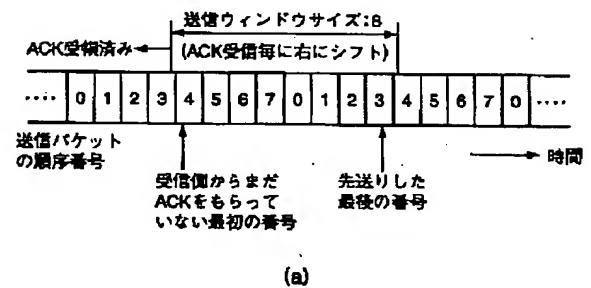 送信ウィンドウサイズ:8
ACK受領済み
(ACK受信毎に右にシフト)
‥‥ 0 1 2 3 4 5 6 7 0 1 2 3 4 5 6 7 0 ‥‥
送信パケット
の順序番号
時間
受信側からまだ
ACKをもらって
いない最初の番号
先送りした
最後の番号
(a)